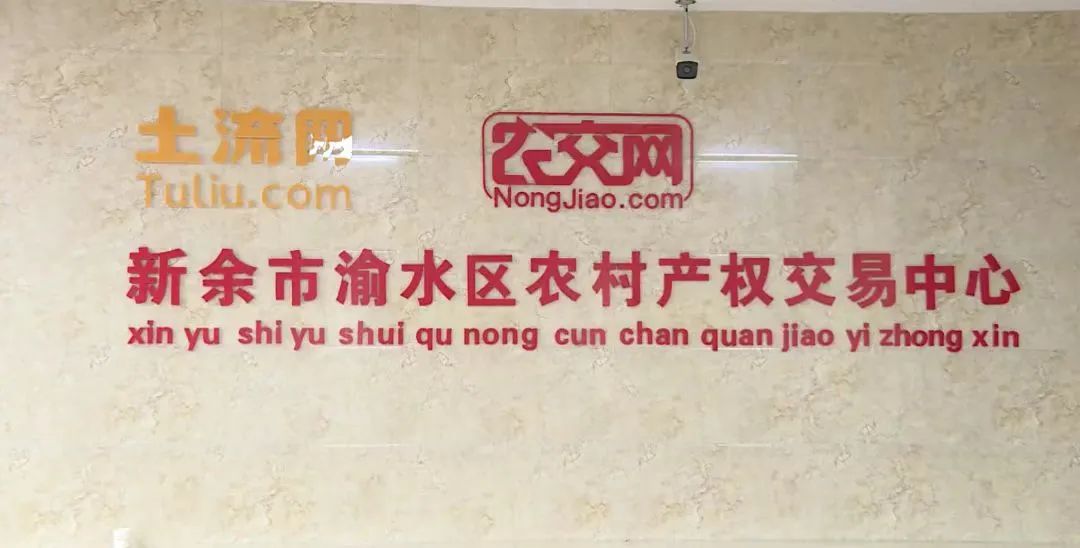 土流网
Tuliu.com
农交网
NongJiao.com
新余市渝水区农村产权交易中心
xin yu shi yu shui qu nong cun chan quan jiao yi zhong xin